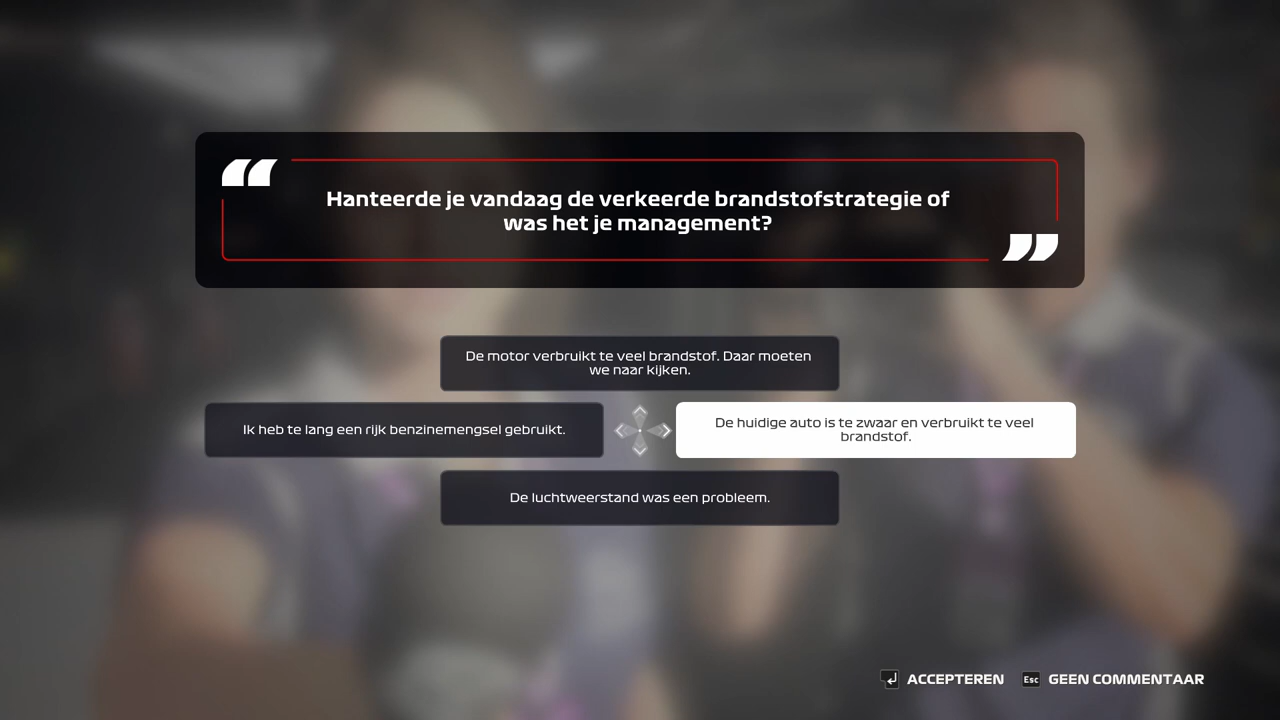 Hanteerde je vandaag de verkeerde brandstofstrategie of
was het je management?
De motor verbruikt te veel brandstof. Daar moeten
we naar kijken.
Ik heb te lang een rijk benzinemengsel gebruikt.
De huidige auto is te zwaar en verbruikt te veel
brandstof.
De luchtweerstand was een probleem.
ACCEPTEREN
Esc GEEN COMMENTAAR